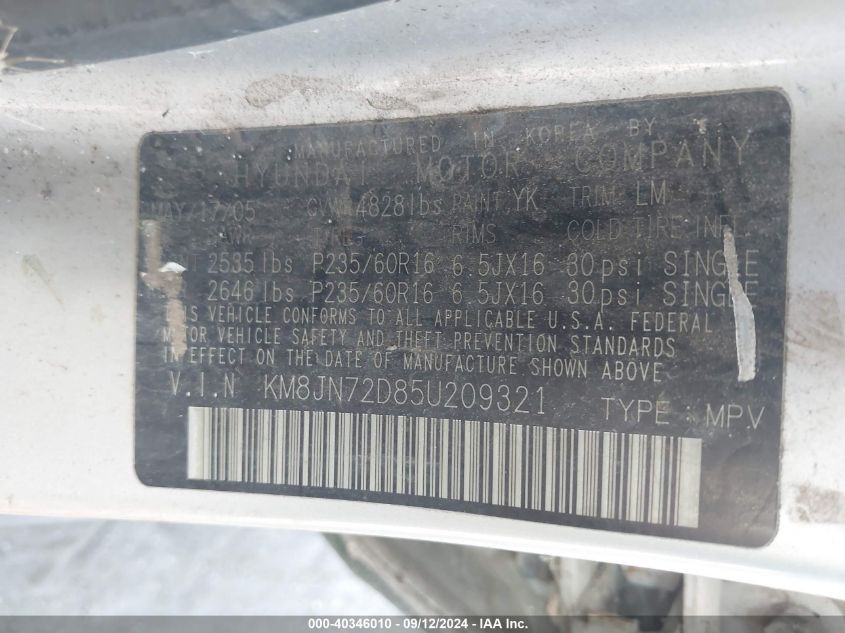 MANUFACTURED IN KOREA BY
HYUNDAI MOTOR COMPANY
MAY/17/05 GVWR 4828lbs PAINT: YK TRIM: LM
TIRES RIMS COLD TIRE INFL.
2535lbs P235/60R16 6.5JX16 30psi SINGLE
2646lbs P235/60R16 6.5JX16 30psi SINGLE
THIS VEHICLE CONFORMS TO ALL APPLICABLE U.S.A. FEDERAL
MOTOR VEHICLE SAFETY AND THEFT PREVENTION STANDARDS
IN EFFECT ON THE DATE OF MANUFACTURE SHOWN ABOVE.
V.I.N KM8JN72D85U209321 TYPE : MPV
000-40346010 - 09/12/2024 - IAAI Inc.